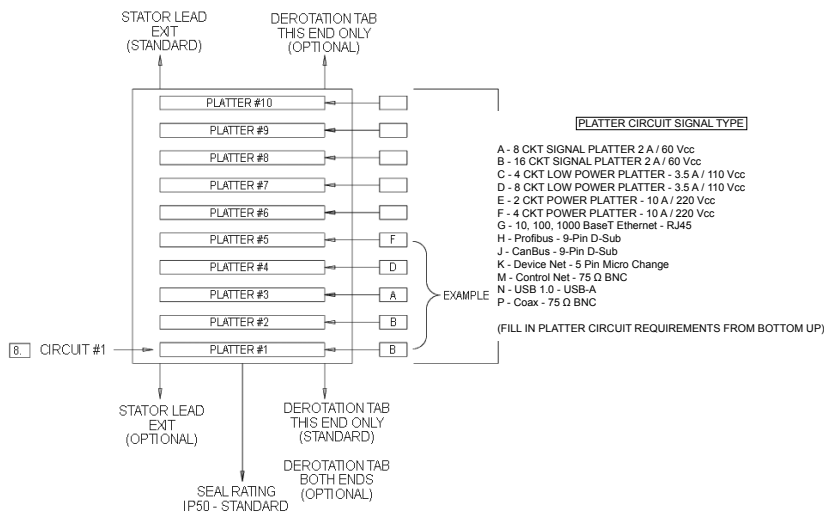 STATOR LEAD
EXIT
(STANDARD)
DEROTATION TAB
THIS END ONLY
(OPTIONAL)
PLATTER #10
PLATTER #9
PLATTER #8
PLATTER #7
PLATTER #6
PLATTER #5
F
PLATTER #4
D
PLATTER #3
A
PLATTER #2
B
8. CIRCUIT #1
PLATTER #1
B
EXAMPLE
PLATTER CIRCUIT SIGNAL TYPE
A - 8 CKT SIGNAL PLATTER 2 A / 60 Vcc
B - 16 CKT SIGNAL PLATTER 2 A / 60 Vcc
C - 4 CKT LOW POWER PLATTER - 3.5 A / 110 Vcc
D - 8 CKT LOW POWER PLATTER - 3.5 A / 110 Vcc
E - 2 CKT POWER PLATTER - 10 A / 220 Vcc
F - 4 CKT POWER PLATTER - 10 A / 220 Vcc
G - 10, 100, 1000 BaseT Ethernet - RJ45
H - Profibus - 9-Pin D-Sub
J - CanBus - 9-Pin D-Sub
K - Device Net - 5 Pin Micro Change
M - Control Net - 75 Ω BNC
N - USB 1.0 - USB-A
P - Coax - 75 Ω BNC
(FILL IN PLATTER CIRCUIT REQUIREMENTS FROM BOTTOM UP)
STATOR LEAD
EXIT
(OPTIONAL)
DEROTATION TAB
THIS END ONLY
(STANDARD)
DEROTATION TAB
BOTH ENDS
(OPTIONAL)
SEAL RATING
IP50 - STANDARD